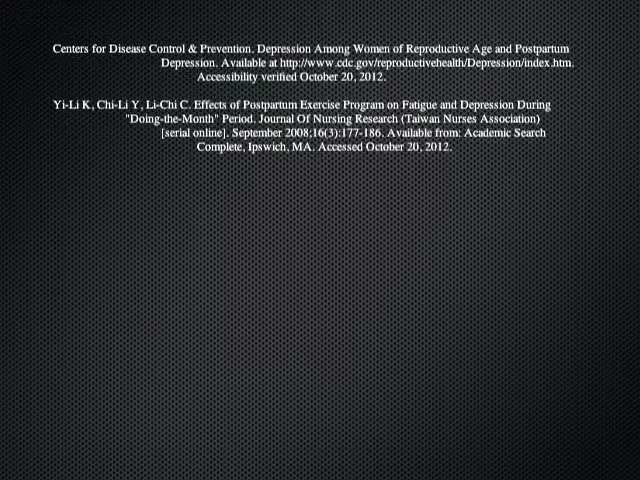 Centers for Disease Control & Prevention. Depression Among Women of Reproductive Age and Postpartum
Depression. Available at http://www.cdc.gov/reproductivehealth/Depression/index.htm.
Accessibility verified October 20, 2012.
Yi-Li K, Chi-Li Y, Li-Chi C. Effects of Postpartum Exercise Program on Fatigue and Depression During
"Doing-the-Month" Period. Journal Of Nursing Research (Taiwan Nurses Association)
[serial online]. September 2008;16(3):177-186. Available from: Academic Search
Complete, Ipswich, MA. Accessed October 20, 2012.